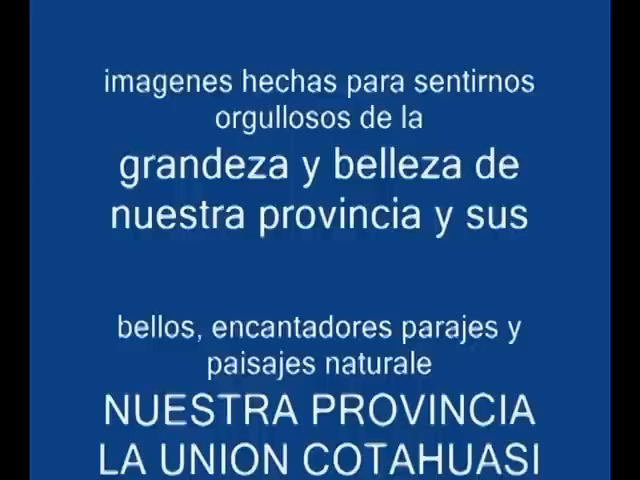 imagenes hechas para sentirnos
orgullosos de la
grandeza y belleza de
nuestra provincia y sus
bellos, encantadores parajes y
paisajes naturale
NUESTRA PROVINCIA
LA UNION COTAHUASI